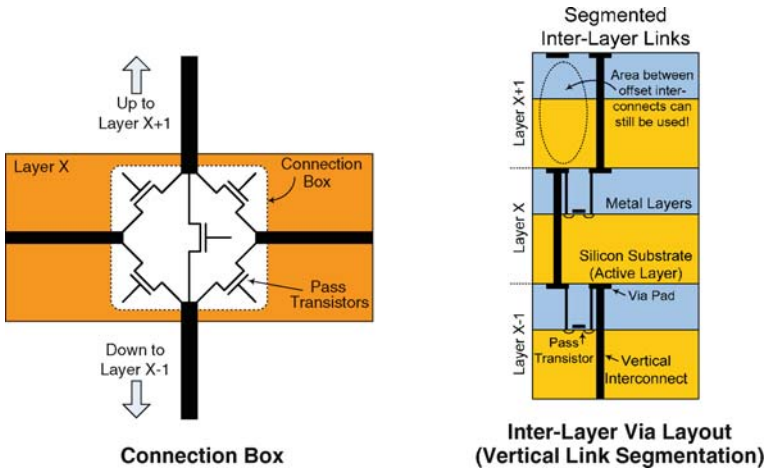 Up to
Layer X+1
Layer X
Connection
Box
Pass
Transistors
Down to
Layer X-1
Connection Box
Segmented
Inter-Layer Links
Layer X+1
Area between
offset inter-
connects can
still be used!
Layer X
Metal Layers
Silicon Substrate
(Active Layer)
Layer X-1
Via Pad
Pass
Transistor
Vertical
Interconnect
Inter-Layer Via Layout
(Vertical Link Segmentation)